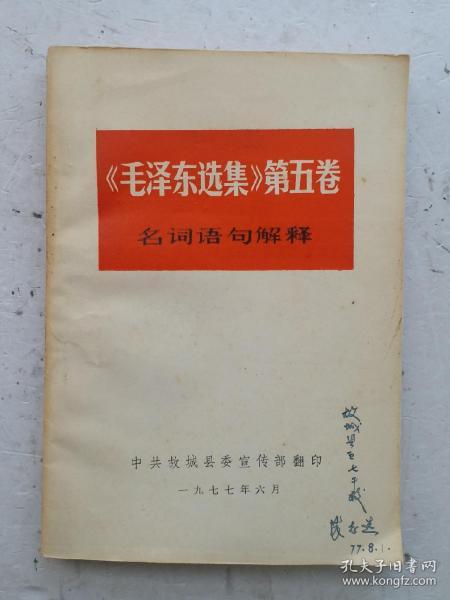 《毛泽东选集》第五卷
名词语句解释
中共故城县委宣传部翻印
一九七七年六月
故城县五七干校
77.8.1.
孔夫子旧书网
www.kongfz.com